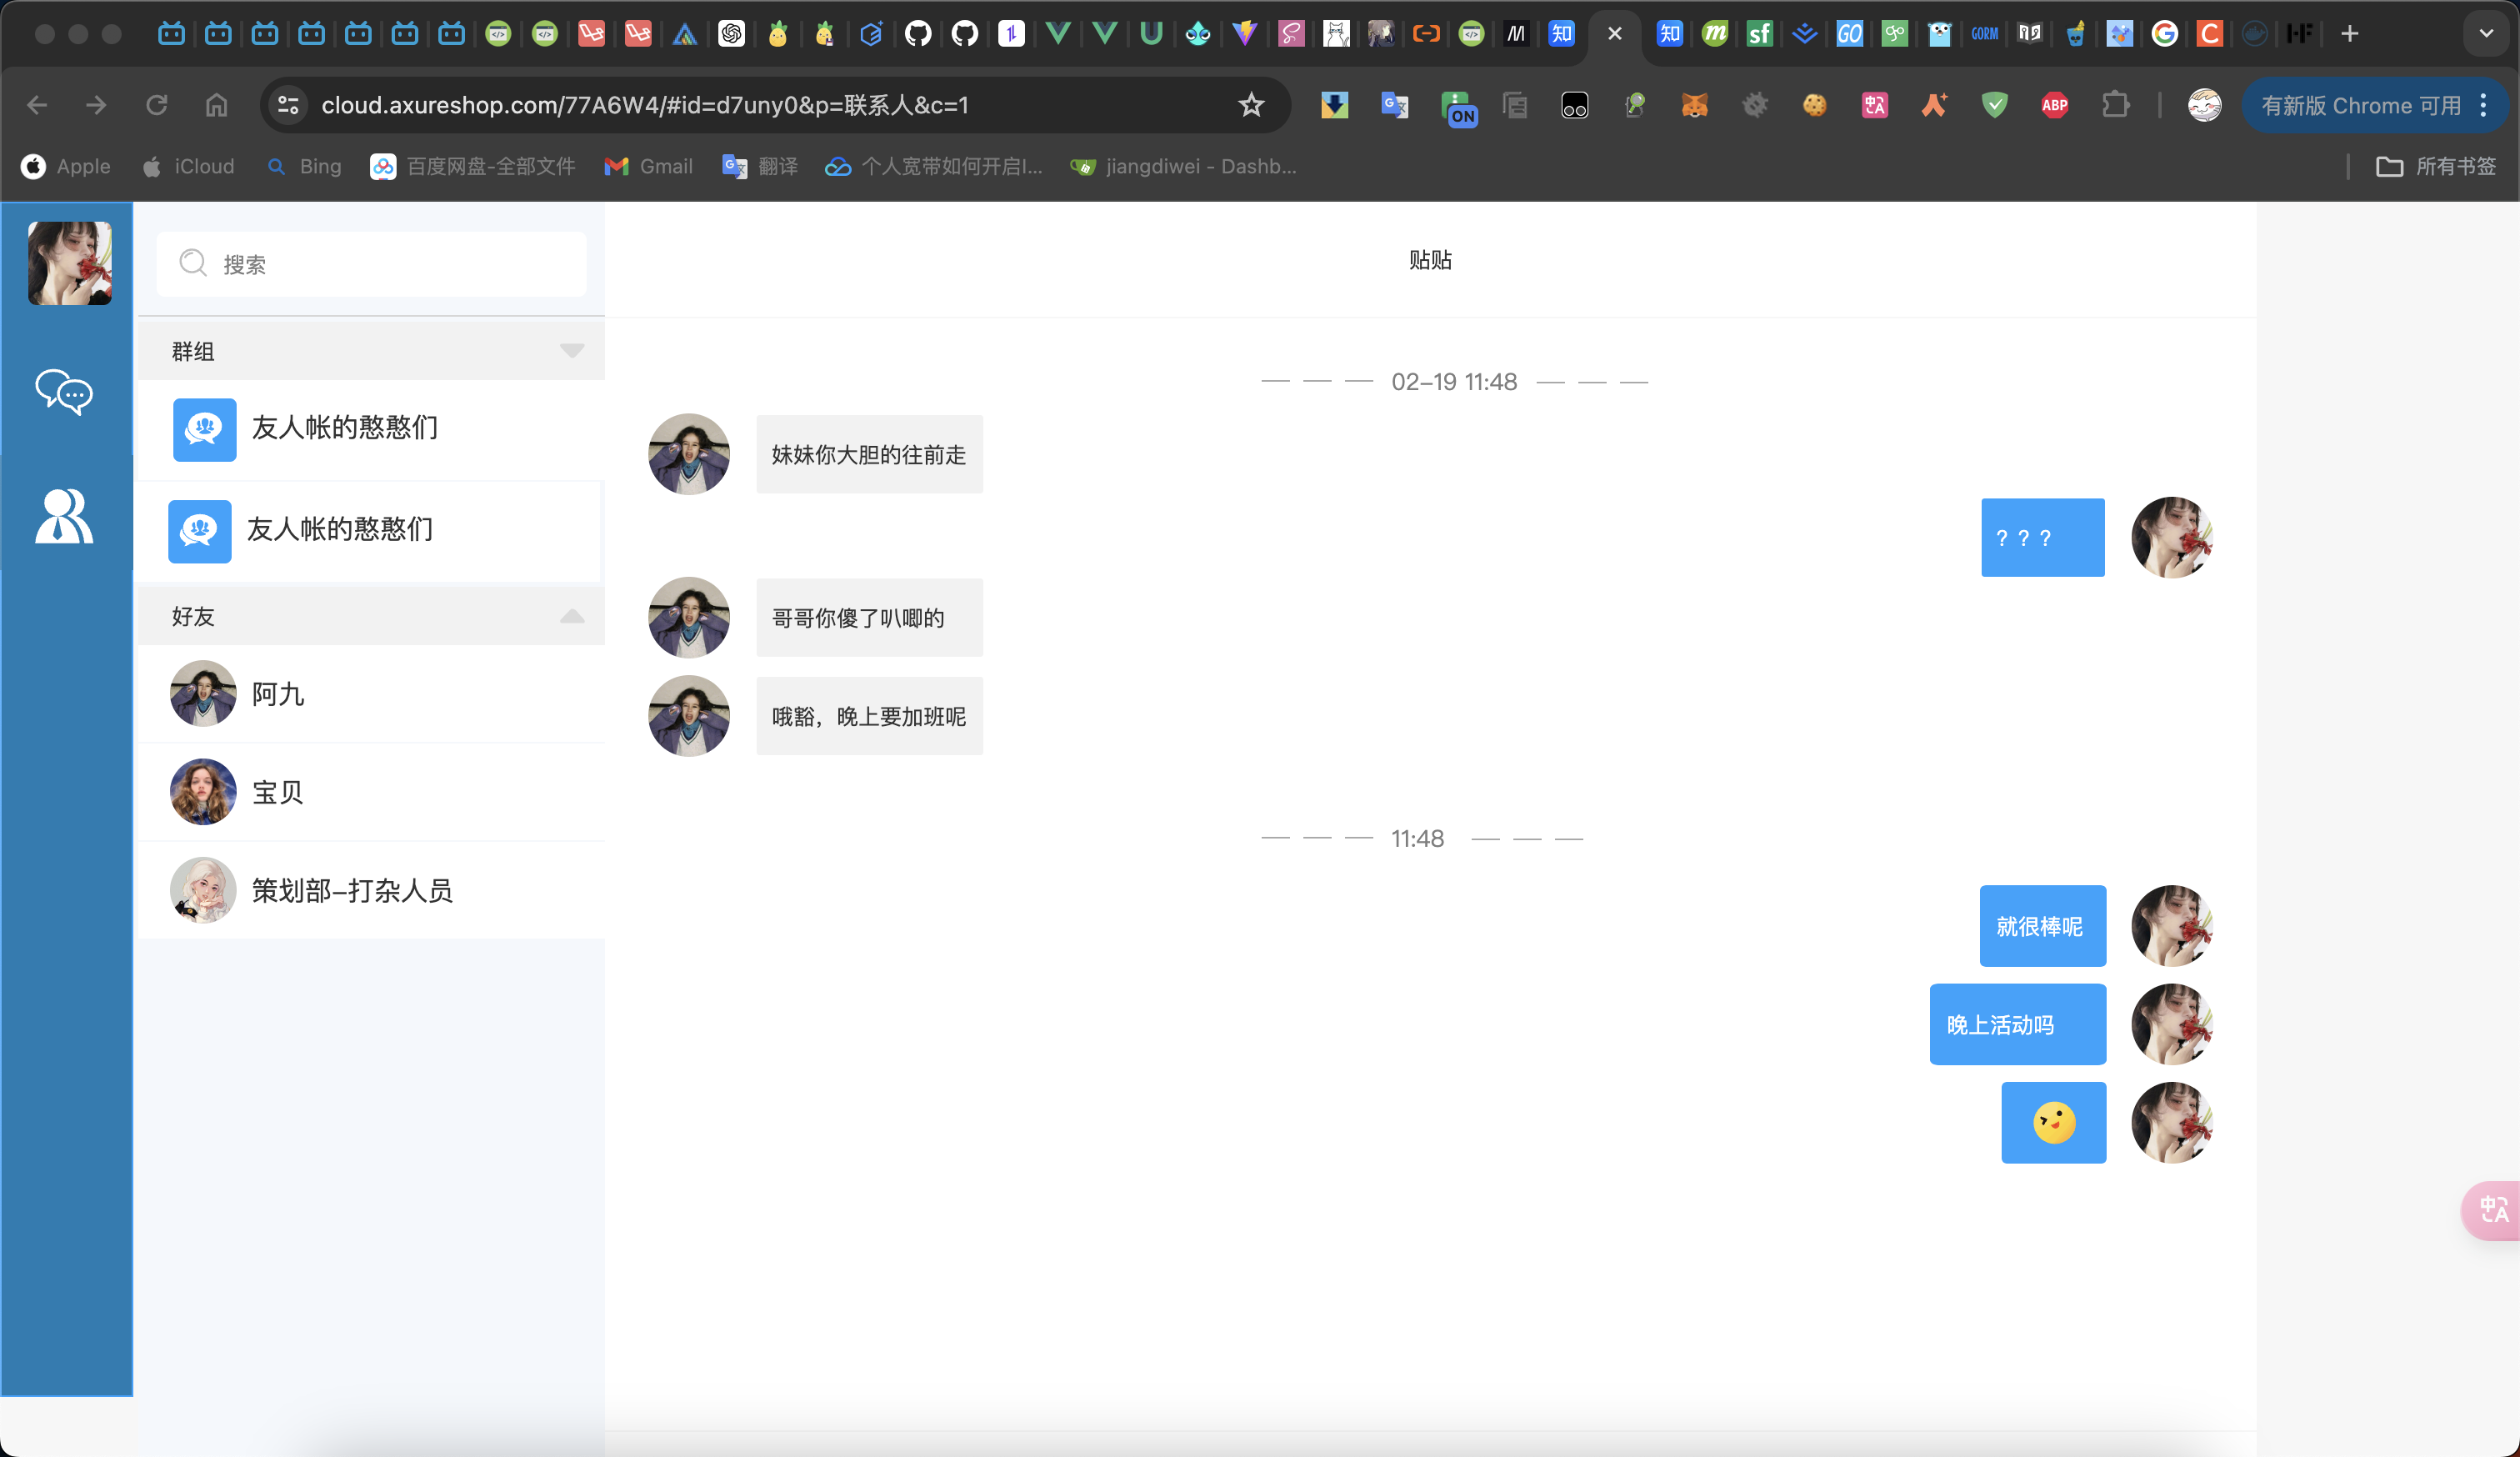 cloud.axureshop.com/77A6W4/#id=d7uny0&p=联系人&c=1
ON
ABP
有新版 Chrome 可用
Apple
iCloud
Bing
百度网盘-全部文件
Gmail
翻译
个人宽带如何开启I...
jiangdiwei - Dashb...
所有书签
搜索
群组
友人帐的憨憨们
友人帐的憨憨们
好友
阿九
宝贝
策划部–打杂人员
贴贴
02–19 11:48
妹妹你大胆的往前走
？？？
哥哥你傻了叭唧的
哦豁，晚上要加班呢
11:48
就很棒呢
晚上活动吗